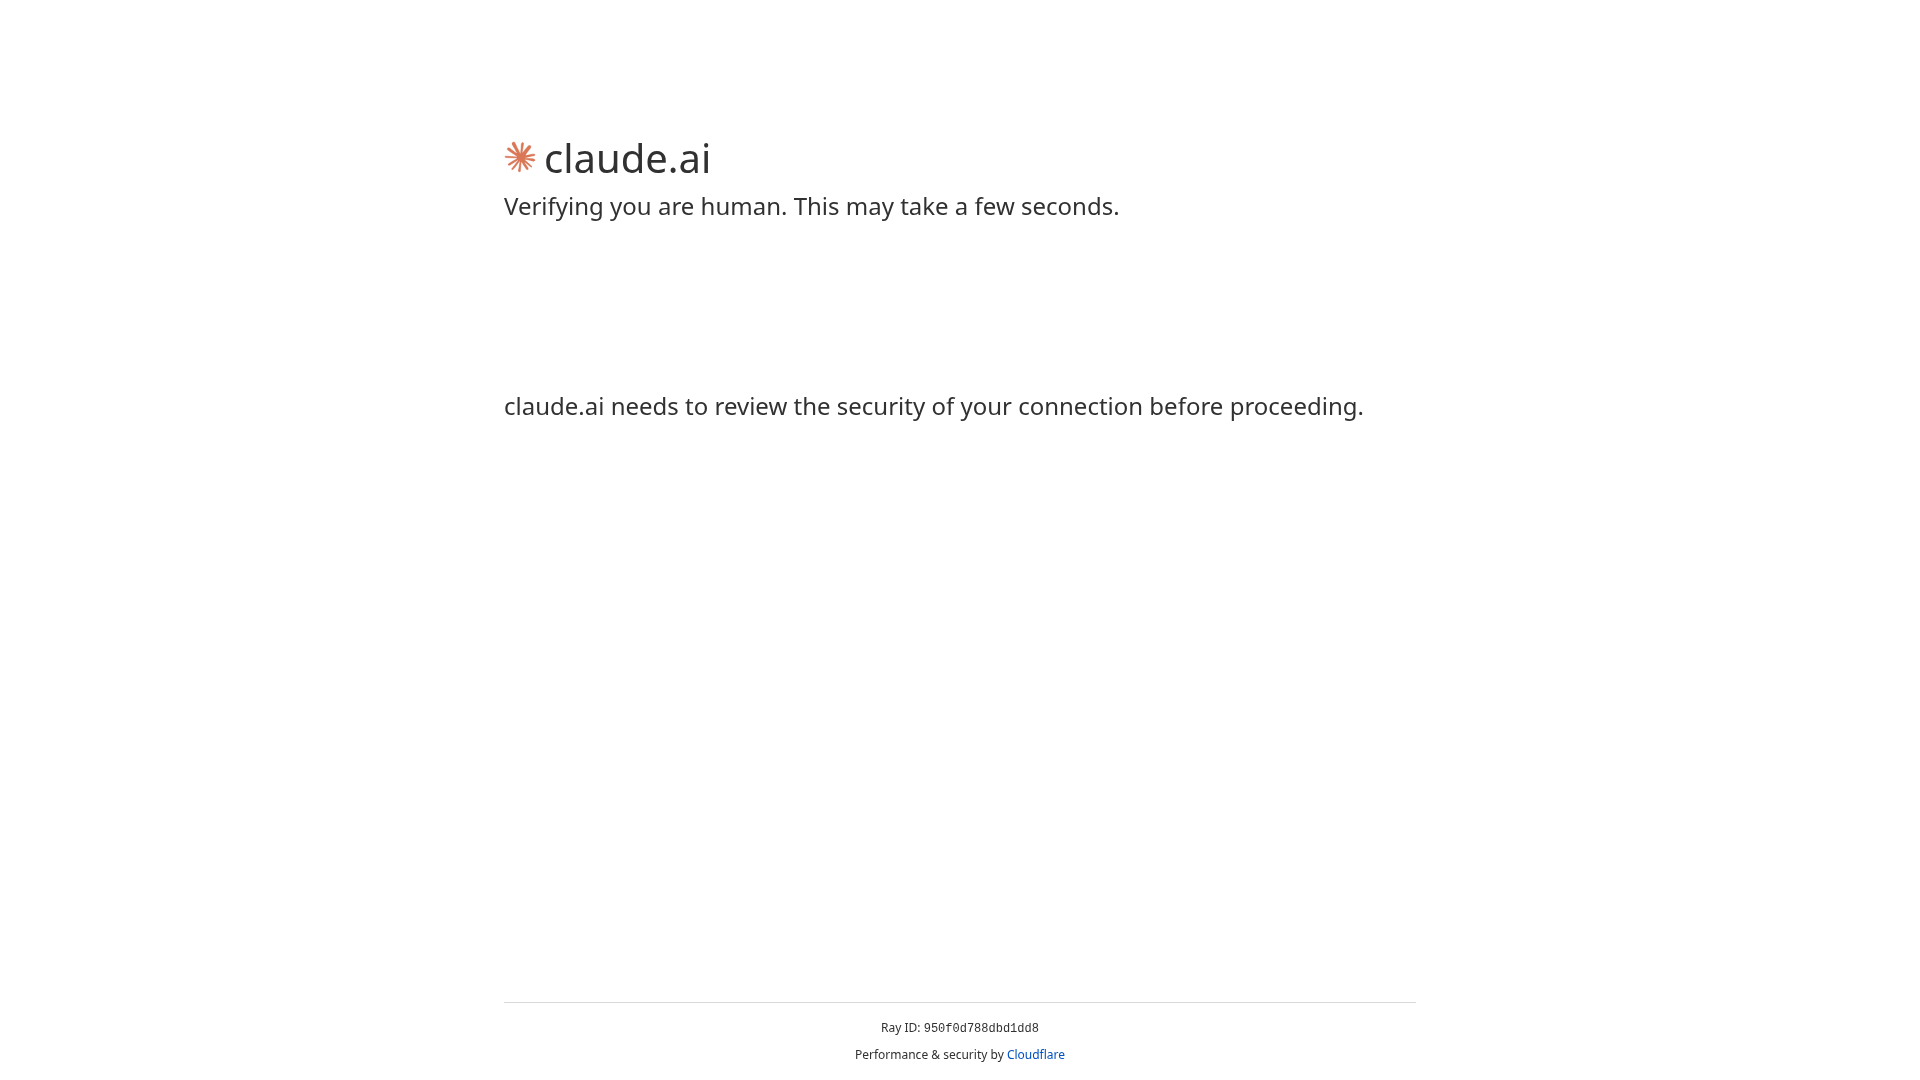 claude.ai
Verifying you are human. This may take a few seconds.
claude.ai needs to review the security of your connection before proceeding.
Ray ID: 950f0d788dbd1dd8
Performance & security by Cloudflare